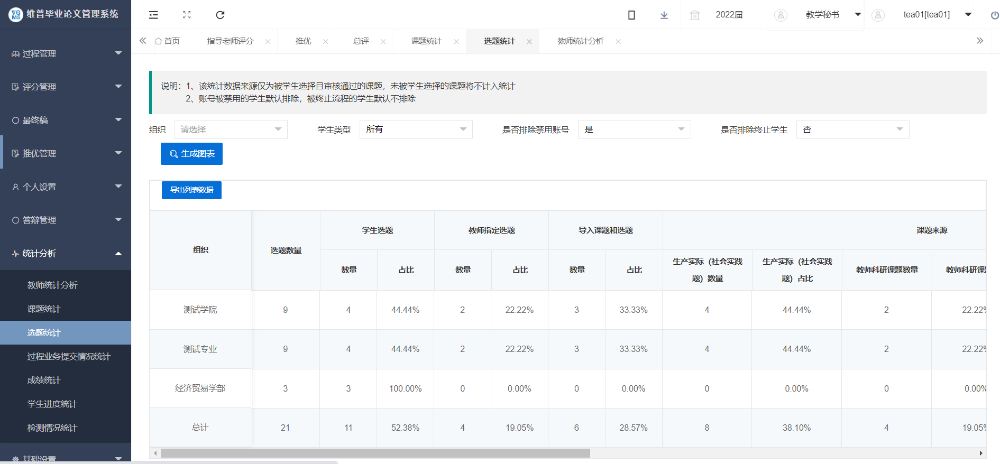 VG
MS
维普毕业论文管理系统
2022届
教学秘书
tea01[tea01]
首页
指导老师评分
推优
总评
课题统计
选题统计
教师统计分析
过程管理
评分管理
最终稿
推优管理
个人设置
答辩管理
统计分析
教师统计分析
课题统计
选题统计
过程业务提交情况统计
成绩统计
学生进度统计
检测情况统计
基础设置
说明：1、该统计数据来源仅为被学生选择且审核通过的课题，未被学生选择的课题将不计入统计
2、账号被禁用的学生默认排除，被终止流程的学生默认不排除
组织 请选择 学生类型 所有 是否排除禁用账号 是 是否排除终止学生 否
生成图表
导出列表数据
组织 选题数量 学生选题 教师指定选题 导入课题和选题 课题来源
数量 占比 数量 占比 数量 占比 生产实际（社会实践题）数量 生产实际（社会实践题）占比 教师科研课题数量 教师科研课
测试学院 9 4 44.44% 2 22.22% 3 33.33% 4 44.44% 2 22.22%
测试专业 9 4 44.44% 2 22.22% 3 33.33% 4 44.44% 2 22.22%
经济贸易学部 3 3 100.00% 0 0.00% 0 0.00% 0 0.00% 0 0.00%
总计 21 11 52.38% 4 19.05% 6 28.57% 8 38.10% 4 19.05%